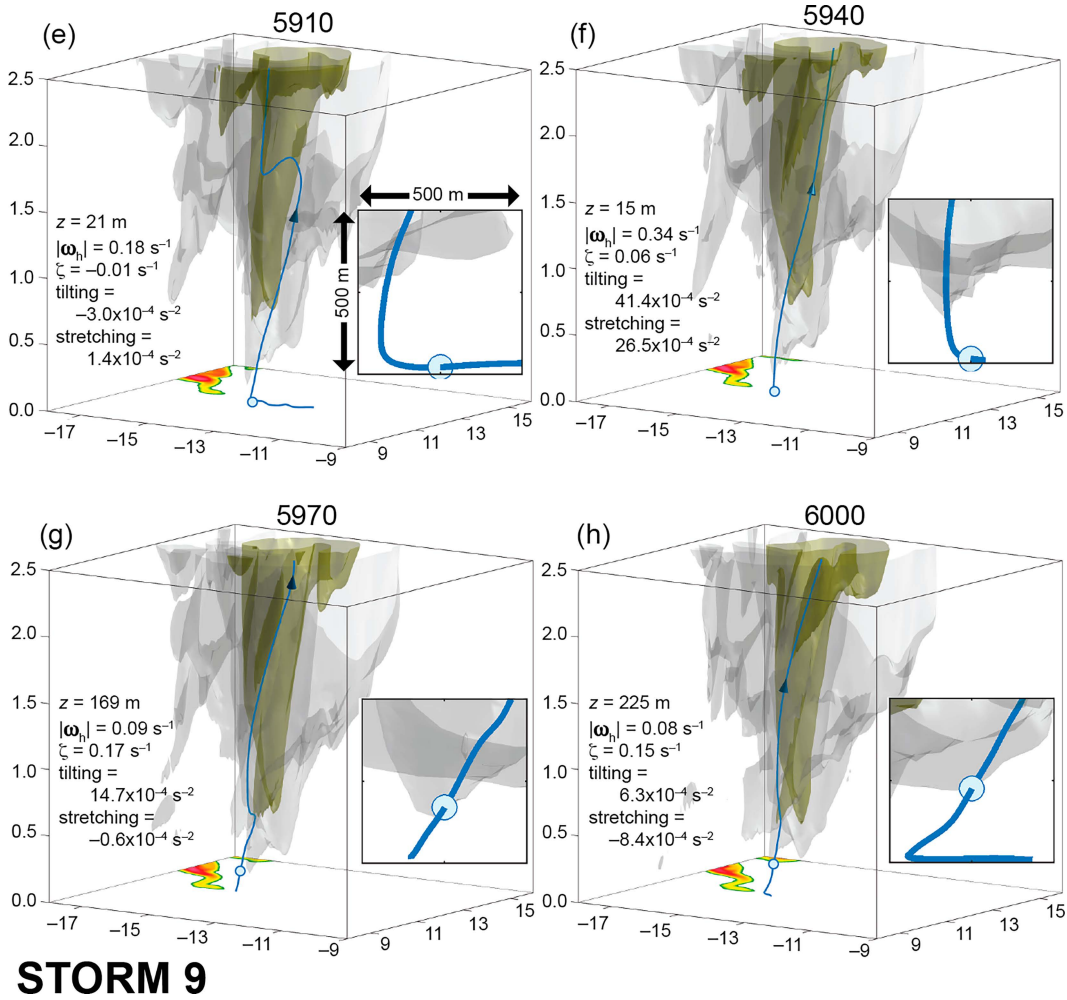 (e)
5910
2.5
2.0
1.5
1.0
0.5
0.0
z = 21 m
|ωₕ| = 0.18 s⁻¹
ζ = –0.01 s⁻¹
tilting =
–3.0x10⁻⁴ s⁻²
stretching =
1.4x10⁻⁴ s⁻²
500 m
500 m
–17
–15
–13
–11
–9
9
11
13
15
(f)
5940
2.5
2.0
1.5
1.0
0.5
0.0
z = 15 m
|ωₕ| = 0.34 s⁻¹
ζ = 0.06 s⁻¹
tilting =
41.4x10⁻⁴ s⁻²
stretching =
26.5x10⁻⁴ s⁻²
–17
–15
–13
–11
–9
9
11
13
15
(g)
5970
2.5
2.0
1.5
1.0
0.5
0.0
z = 169 m
|ωₕ| = 0.09 s⁻¹
ζ = 0.17 s⁻¹
tilting =
14.7x10⁻⁴ s⁻²
stretching =
–0.6x10⁻⁴ s⁻²
–17
–15
–13
–11
–9
9
11
13
15
(h)
6000
2.5
2.0
1.5
1.0
0.5
0.0
z = 225 m
|ωₕ| = 0.08 s⁻¹
ζ = 0.15 s⁻¹
tilting =
6.3x10⁻⁴ s⁻²
stretching =
–8.4x10⁻⁴ s⁻²
–17
–15
–13
–11
–9
9
11
13
15
STORM 9